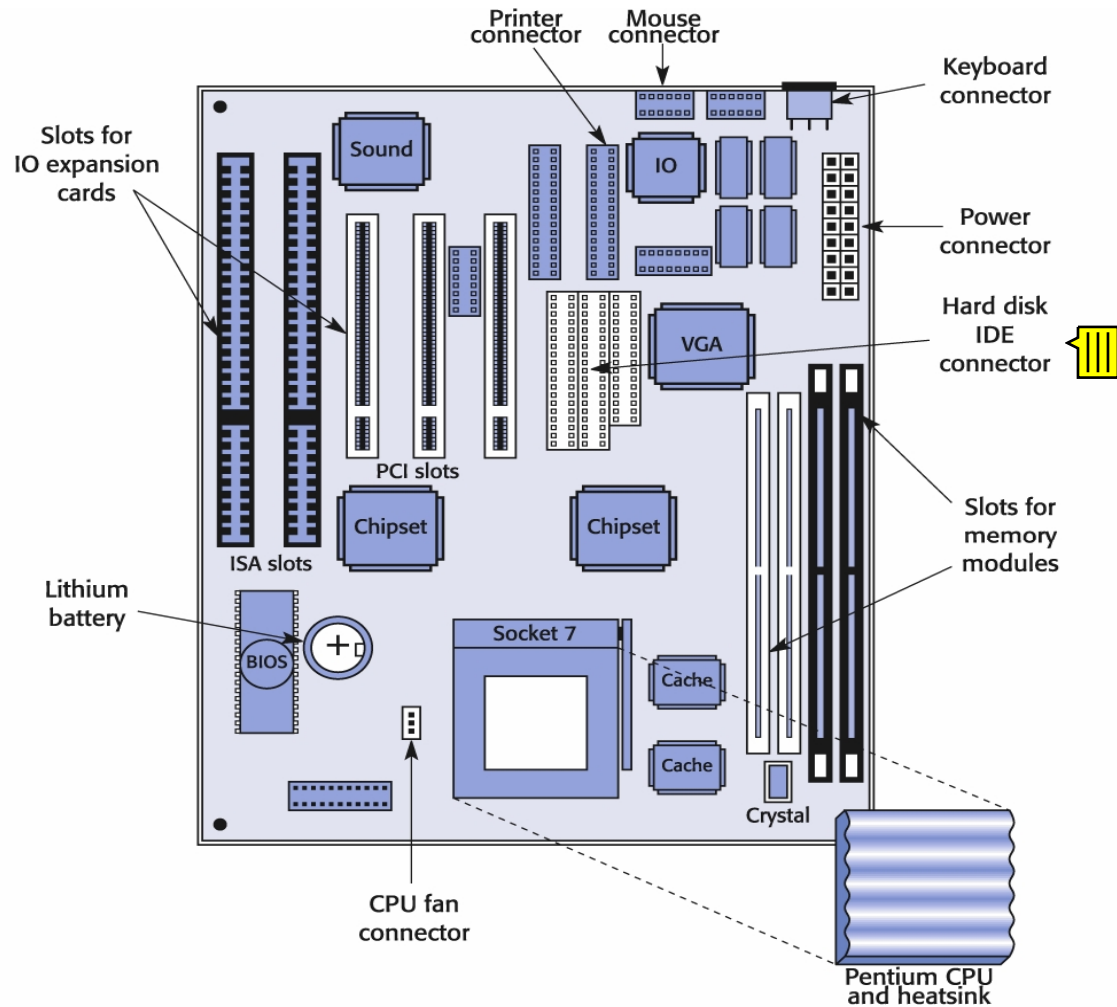 Printer
connector
Mouse
connector
Keyboard
connector
Slots for
IO expansion
cards
Sound
IO
Power
connector
Hard disk
IDE
connector
VGA
PCI slots
Chipset
Chipset
Slots for
memory
modules
ISA slots
Lithium
battery
BIOS
+
Socket 7
Cache
Cache
Crystal
CPU fan
connector
Pentium CPU
and heatsink